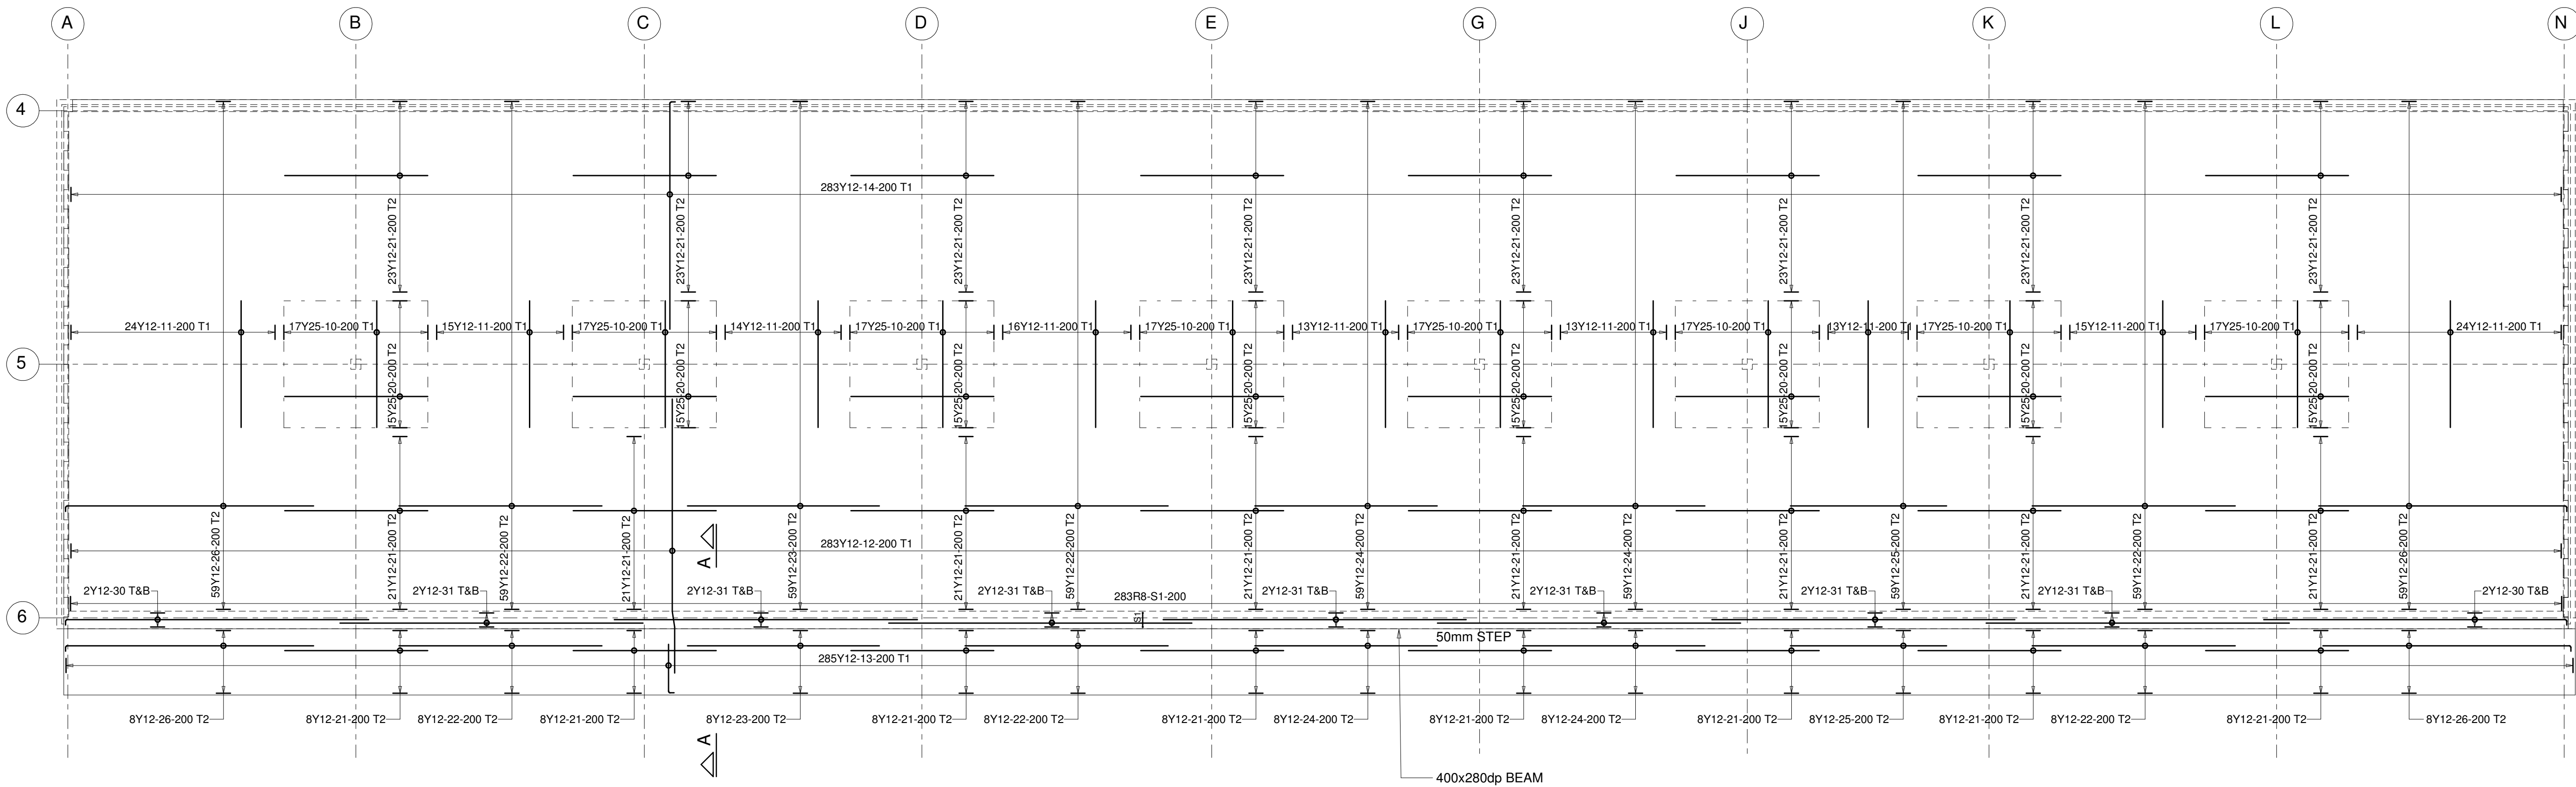 A B C D E G J K L N
4
283Y12-14-200 T1
23Y12-21-200 T2
23Y12-21-200 T2
23Y12-21-200 T2
23Y12-21-200 T2
23Y12-21-200 T2
23Y12-21-200 T2
23Y12-21-200 T2
23Y12-21-200 T2
24Y12-11-200 T1
17Y25-10-200 T1
15Y12-11-200 T1
17Y25-10-200 T1
14Y12-11-200 T1
17Y25-10-200 T1
16Y12-11-200 T1
17Y25-10-200 T1
13Y12-11-200 T1
17Y25-10-200 T1
13Y12-11-200 T1
17Y25-10-200 T1
13Y12-11-200 T1
17Y25-10-200 T1
15Y12-11-200 T1
17Y25-10-200 T1
24Y12-11-200 T1
5
15Y25-20-200 T2
15Y25-20-200 T2
15Y25-20-200 T2
15Y25-20-200 T2
15Y25-20-200 T2
15Y25-20-200 T2
15Y25-20-200 T2
15Y25-20-200 T2
59Y12-26-200 T2
21Y12-21-200 T2
59Y12-22-200 T2
21Y12-21-200 T2
59Y12-23-200 T2
21Y12-21-200 T2
59Y12-22-200 T2
21Y12-21-200 T2
59Y12-24-200 T2
21Y12-21-200 T2
59Y12-24-200 T2
21Y12-21-200 T2
59Y12-25-200 T2
21Y12-21-200 T2
59Y12-22-200 T2
21Y12-21-200 T2
59Y12-26-200 T2
283Y12-12-200 T1
A
2Y12-30 T&B
2Y12-31 T&B
2Y12-31 T&B
2Y12-31 T&B
2Y12-31 T&B
2Y12-31 T&B
2Y12-31 T&B
2Y12-31 T&B
2Y12-30 T&B
283R8-S1-200
S1
6
50mm STEP
285Y12-13-200 T1
8Y12-26-200 T2
8Y12-21-200 T2
8Y12-22-200 T2
8Y12-21-200 T2
8Y12-23-200 T2
8Y12-21-200 T2
8Y12-22-200 T2
8Y12-21-200 T2
8Y12-24-200 T2
8Y12-21-200 T2
8Y12-24-200 T2
8Y12-21-200 T2
8Y12-25-200 T2
8Y12-21-200 T2
8Y12-22-200 T2
8Y12-21-200 T2
8Y12-26-200 T2
A
400x280dp BEAM